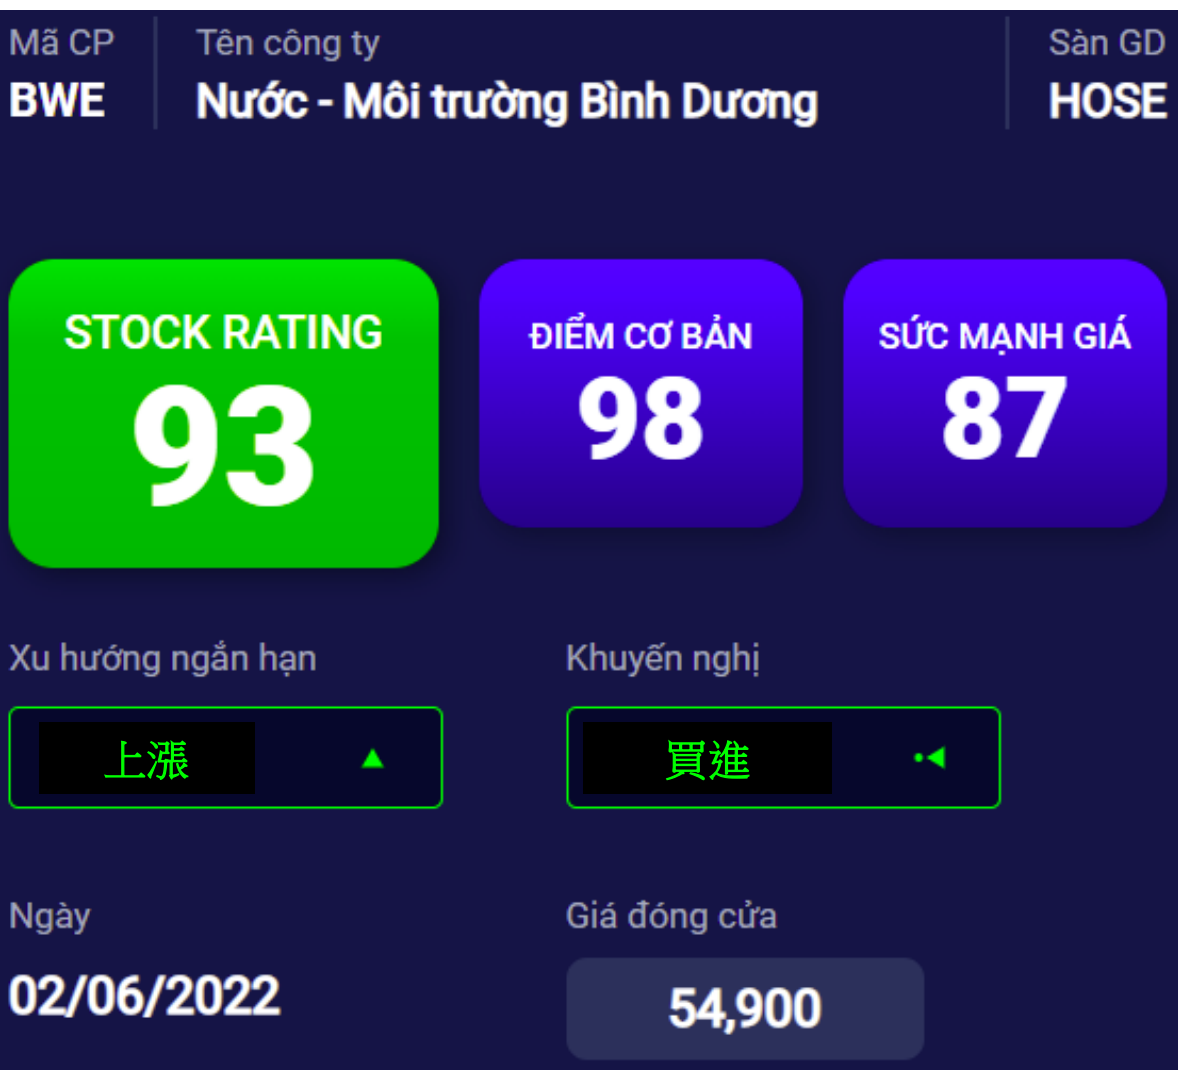 Mã CP
Tên công ty
Sàn GD
BWE
Nước - Môi trường Bình Dương
HOSE
STOCK RATING
93
ĐIỂM CƠ BẢN
98
SỨC MẠNH GIÁ
87
Xu hướng ngắn hạn
Khuyến nghị
上漲
買進
Ngày
Giá đóng cửa
02/06/2022
54,900